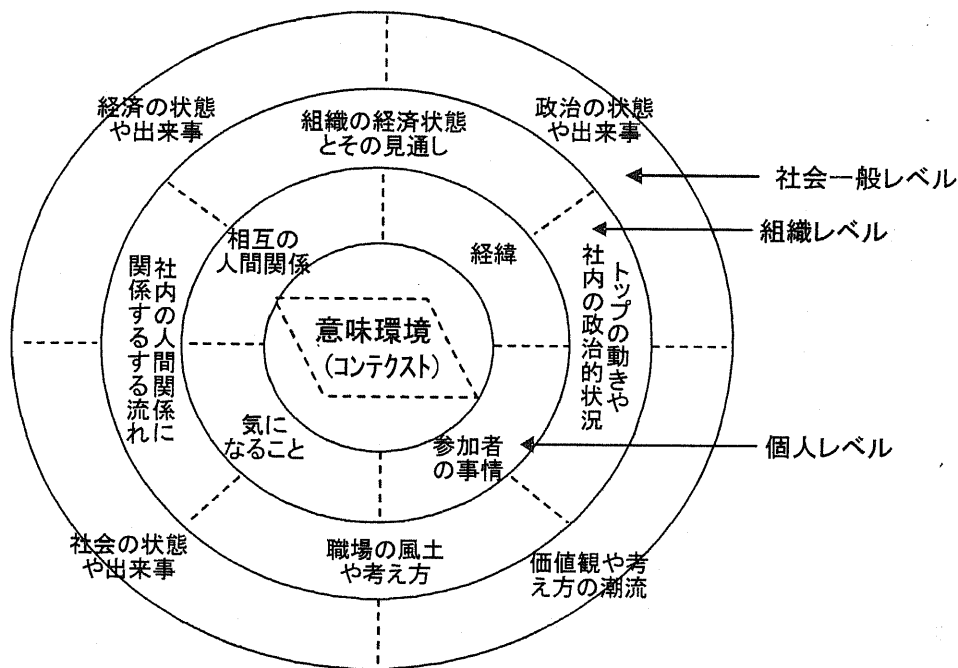 経済の状態
や出来事
組織の経済状態
とその見通し
政治の状態
や出来事
社会一般レベル
組織レベル
相互の
人間関係
経緯
トップの動きや
社内の政治的状況
社内の人間関係に
関係するする流れ
意味環境
(コンテクスト)
気に
なること
参加者
の事情
個人レベル
社会の状態
や出来事
職場の風土
や考え方
価値観や考
え方の潮流